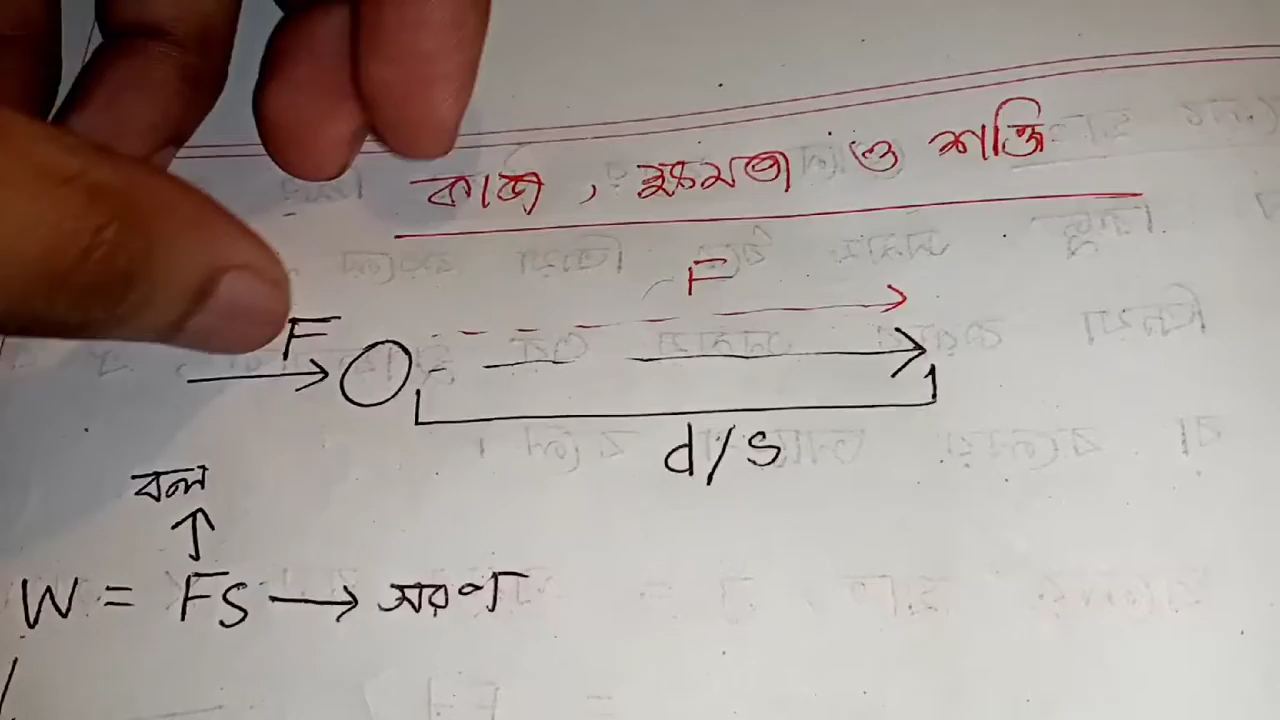 কাজ, ক্ষমতা ও শক্তি
F
F
d/s
বল
W = Fs → সরণ